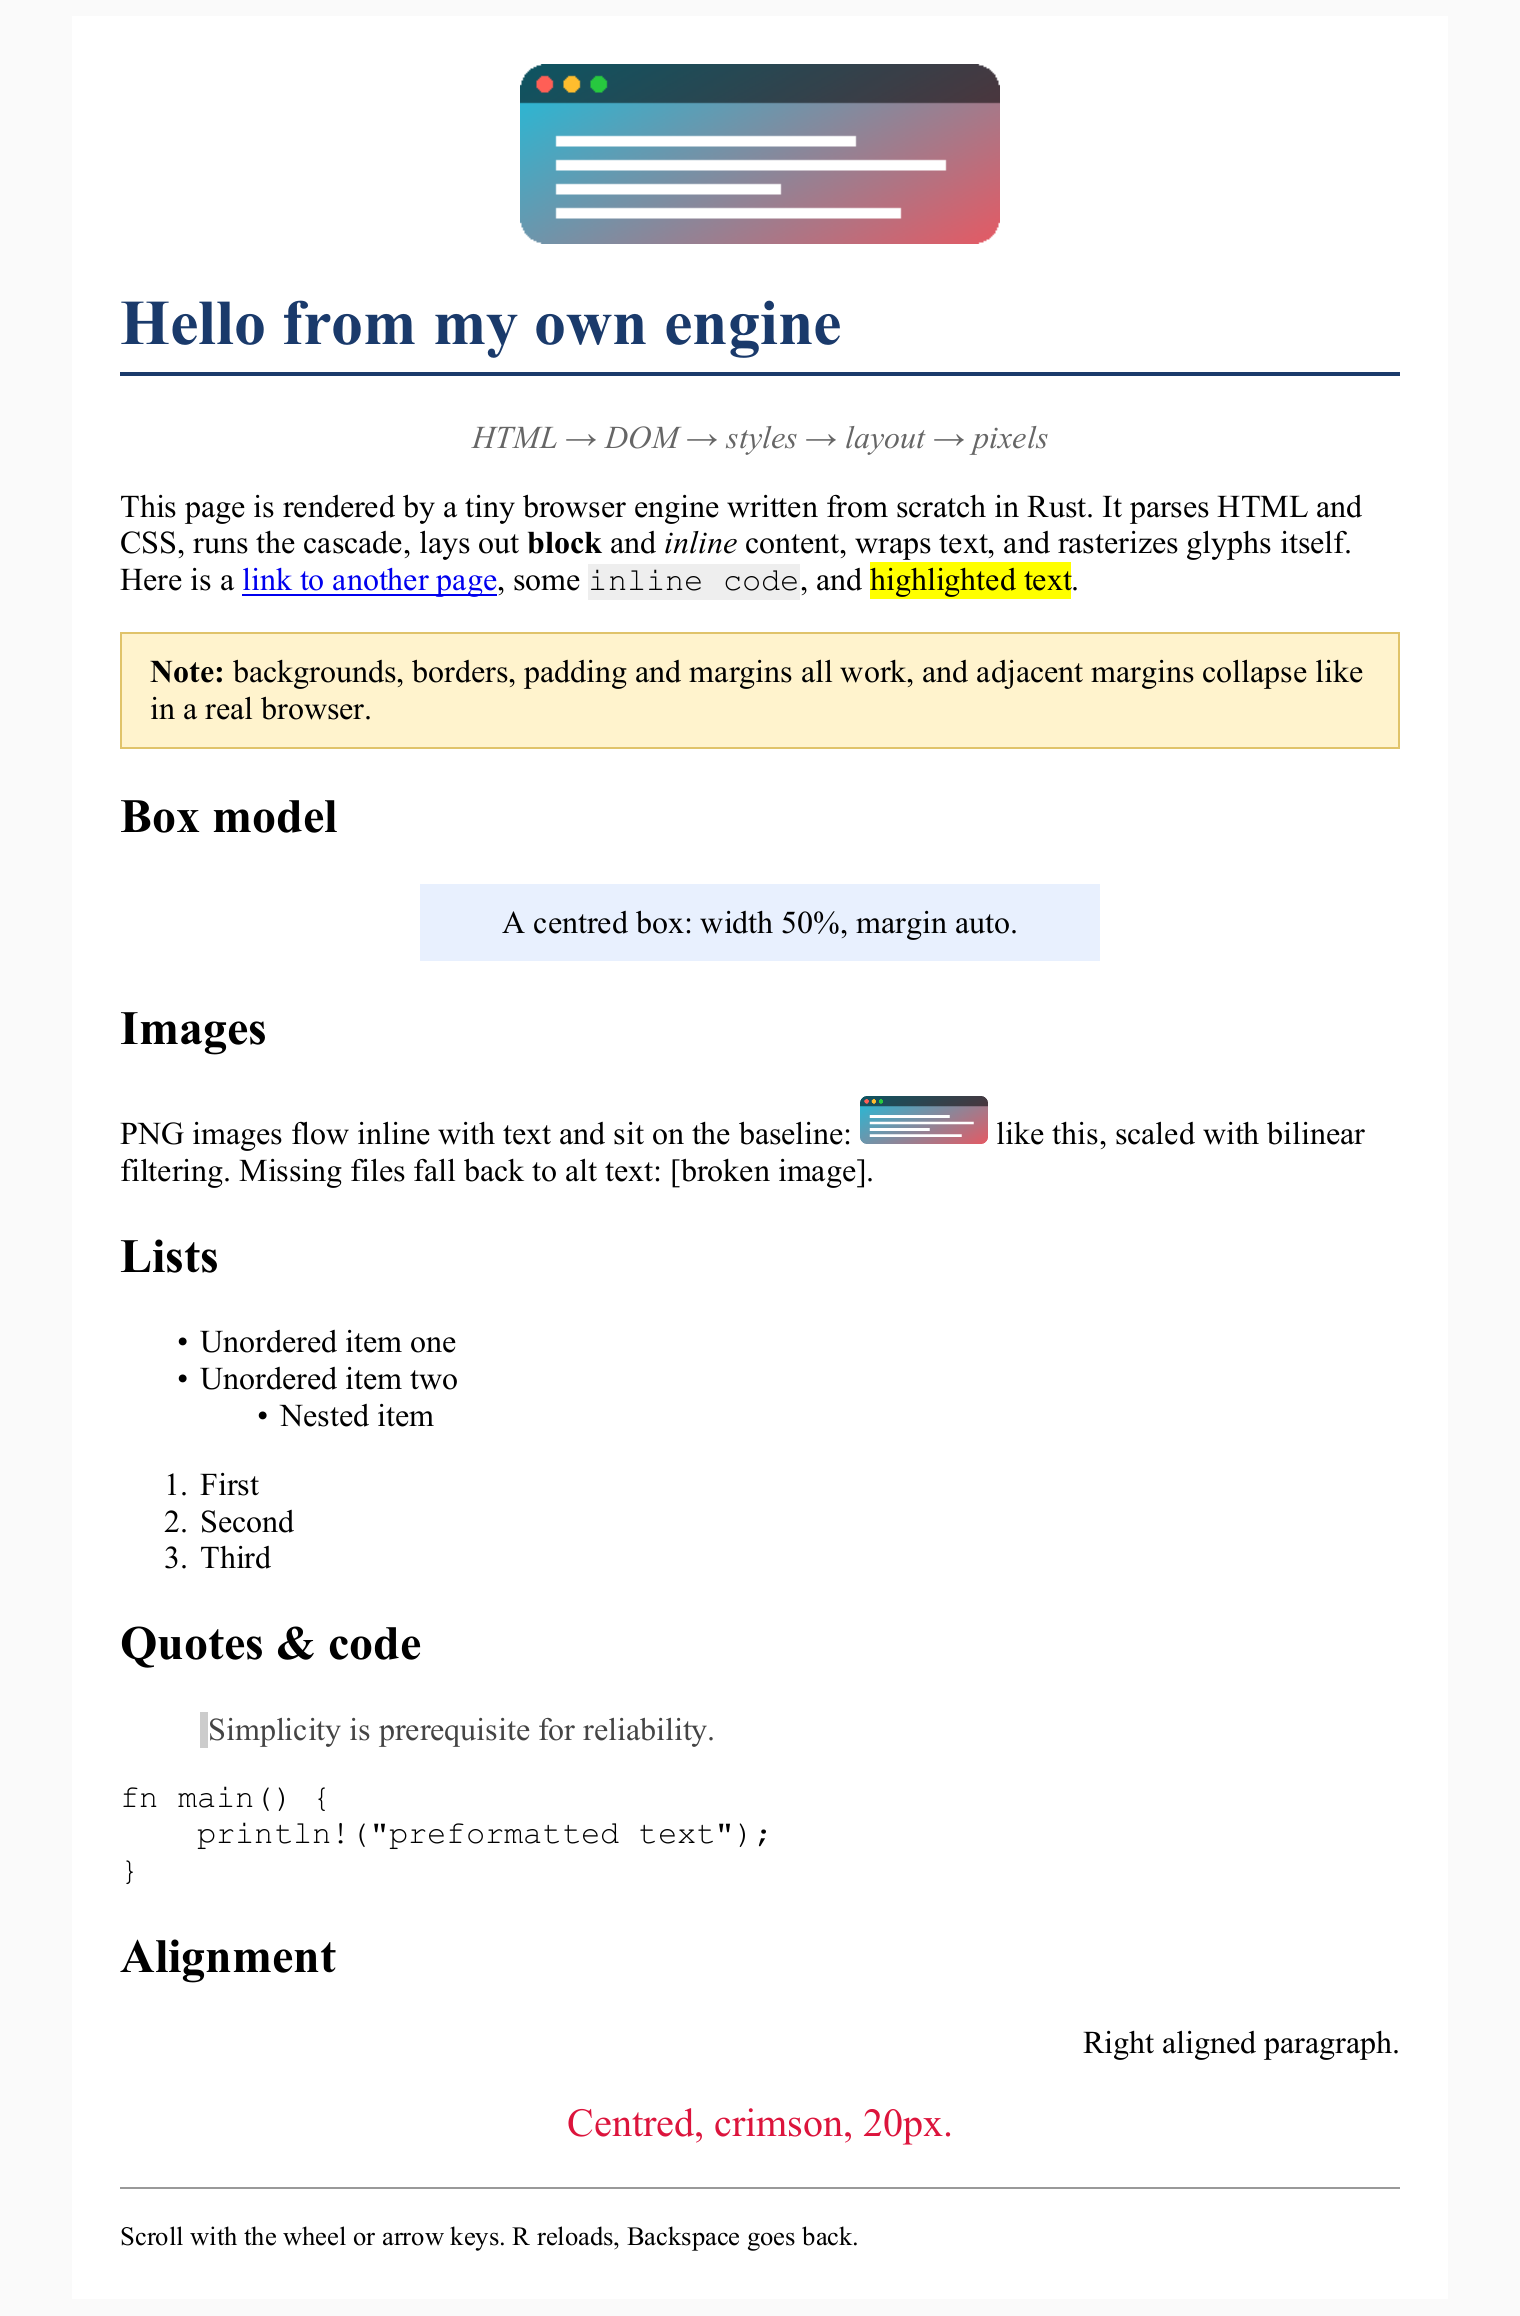 Hello from my own engine
HTML → DOM → styles → layout → pixels
This page is rendered by a tiny browser engine written from scratch in Rust. It parses HTML and
CSS, runs the cascade, lays out block and inline content, wraps text, and rasterizes glyphs itself.
Here is a link to another page, some inline code, and highlighted text.
Note: backgrounds, borders, padding and margins all work, and adjacent margins collapse like
in a real browser.
Box model
A centred box: width 50%, margin auto.
Images
PNG images flow inline with text and sit on the baseline: like this, scaled with bilinear
filtering. Missing files fall back to alt text: [broken image].
Lists
• Unordered item one
• Unordered item two
• Nested item
1. First
2. Second
3. Third
Quotes & code
Simplicity is prerequisite for reliability.
fn main() {
    println!("preformatted text");
}
Alignment
Right aligned paragraph.
Centred, crimson, 20px.
Scroll with the wheel or arrow keys. R reloads, Backspace goes back.